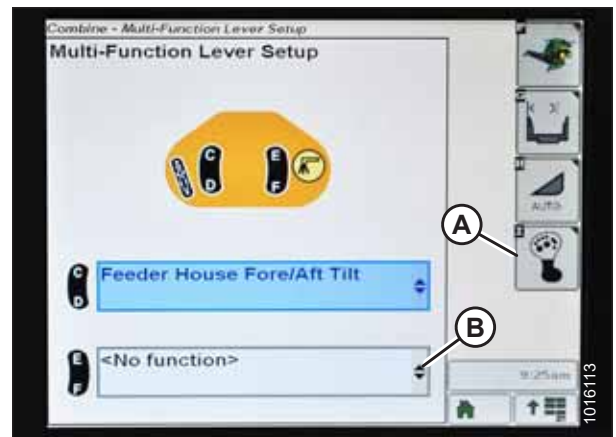 Combine - Multi-Function Lever Setup
Multi-Function Lever Setup
C
D
E
F
A
AUTO
C
D
Feeder House Fore/Aft Tilt
B
E
F
<No function>
9:25am
1016113